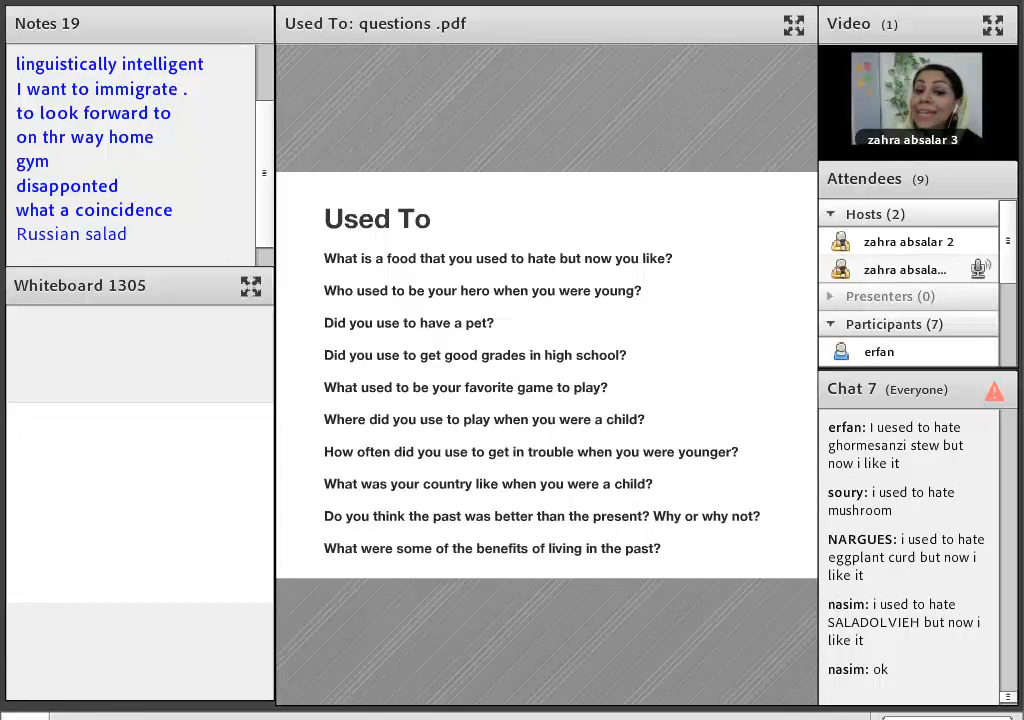 Notes 19
linguistically intelligent
I want to immigrate .
to look forward to
on thr way home
gym
disapponted
what a coincidence
Russian salad
Whiteboard 1305
Used To: questions .pdf
Used To
What is a food that you used to hate but now you like?
Who used to be your hero when you were young?
Did you use to have a pet?
Did you use to get good grades in high school?
What used to be your favorite game to play?
Where did you use to play when you were a child?
How often did you use to get in trouble when you were younger?
What was your country like when you were a child?
Do you think the past was better than the present? Why or why not?
What were some of the benefits of living in the past?
Video (1)
zahra absalar 3
Attendees (9)
Hosts (2)
zahra absalar 2
zahra absala...
Presenters (0)
Participants (7)
erfan
Chat 7 (Everyone)
erfan: I uesed to hate
ghormesanzi stew but
now i like it
soury: i used to hate
mushroom
NARGUES: i used to hate
eggplant curd but now i
like it
nasim: i used to hate
SALADOLVIEH but now i
like it
nasim: ok